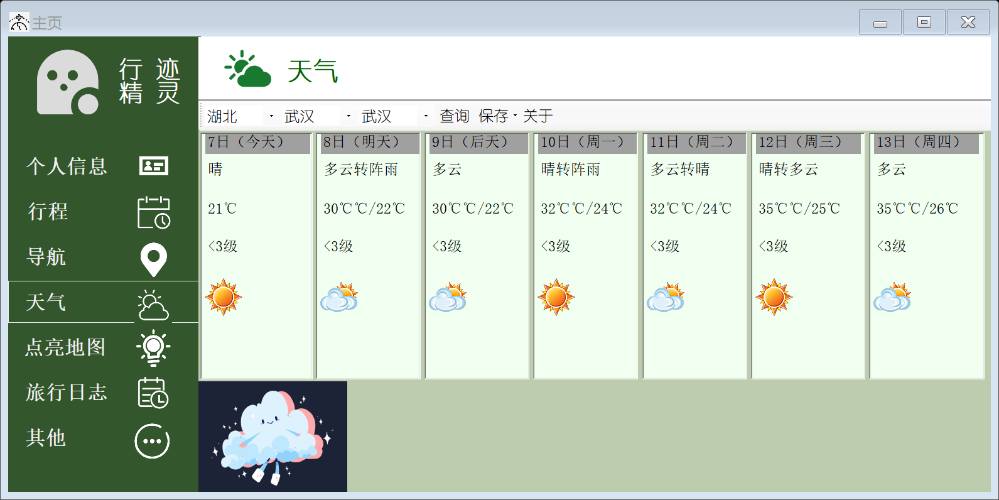 主页
行 迹
精 灵
个人信息
行程
导航
天气
点亮地图
旅行日志
其他
天气
湖北 武汉 武汉 查询 保存 关于
7日（今天） 8日（明天） 9日（后天） 10日（周一） 11日（周二） 12日（周三） 13日（周四）
晴 多云转阵雨 多云 晴转阵雨 多云转晴 晴转多云 多云
21℃ 30℃℃/22℃ 30℃℃/22℃ 32℃℃/24℃ 32℃℃/24℃ 35℃℃/25℃ 35℃℃/26℃
<3级 <3级 <3级 <3级 <3级 <3级 <3级